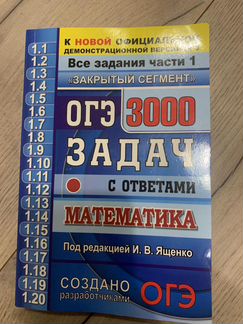 К НОВОЙ ОФИЦИАЛЬНОЙ
ДЕМОНСТРАЦИОННОЙ ВЕРСИИ
Все задания части 1
«ЗАКРЫТЫЙ СЕГМЕНТ»
ОГЭ 3000
ЗАДАЧ
С ОТВЕТАМИ
МАТЕМАТИКА
Под редакцией И. В. Ященко
СОЗДАНО
разработчиками ОГЭ
1.1
1.2
1.3
1.4
1.5
1.6
1.7
1.8
1.9
1.10
1.11
1.12
1.13
1.14
1.15
1.16
1.17
1.18
1.19
1.20